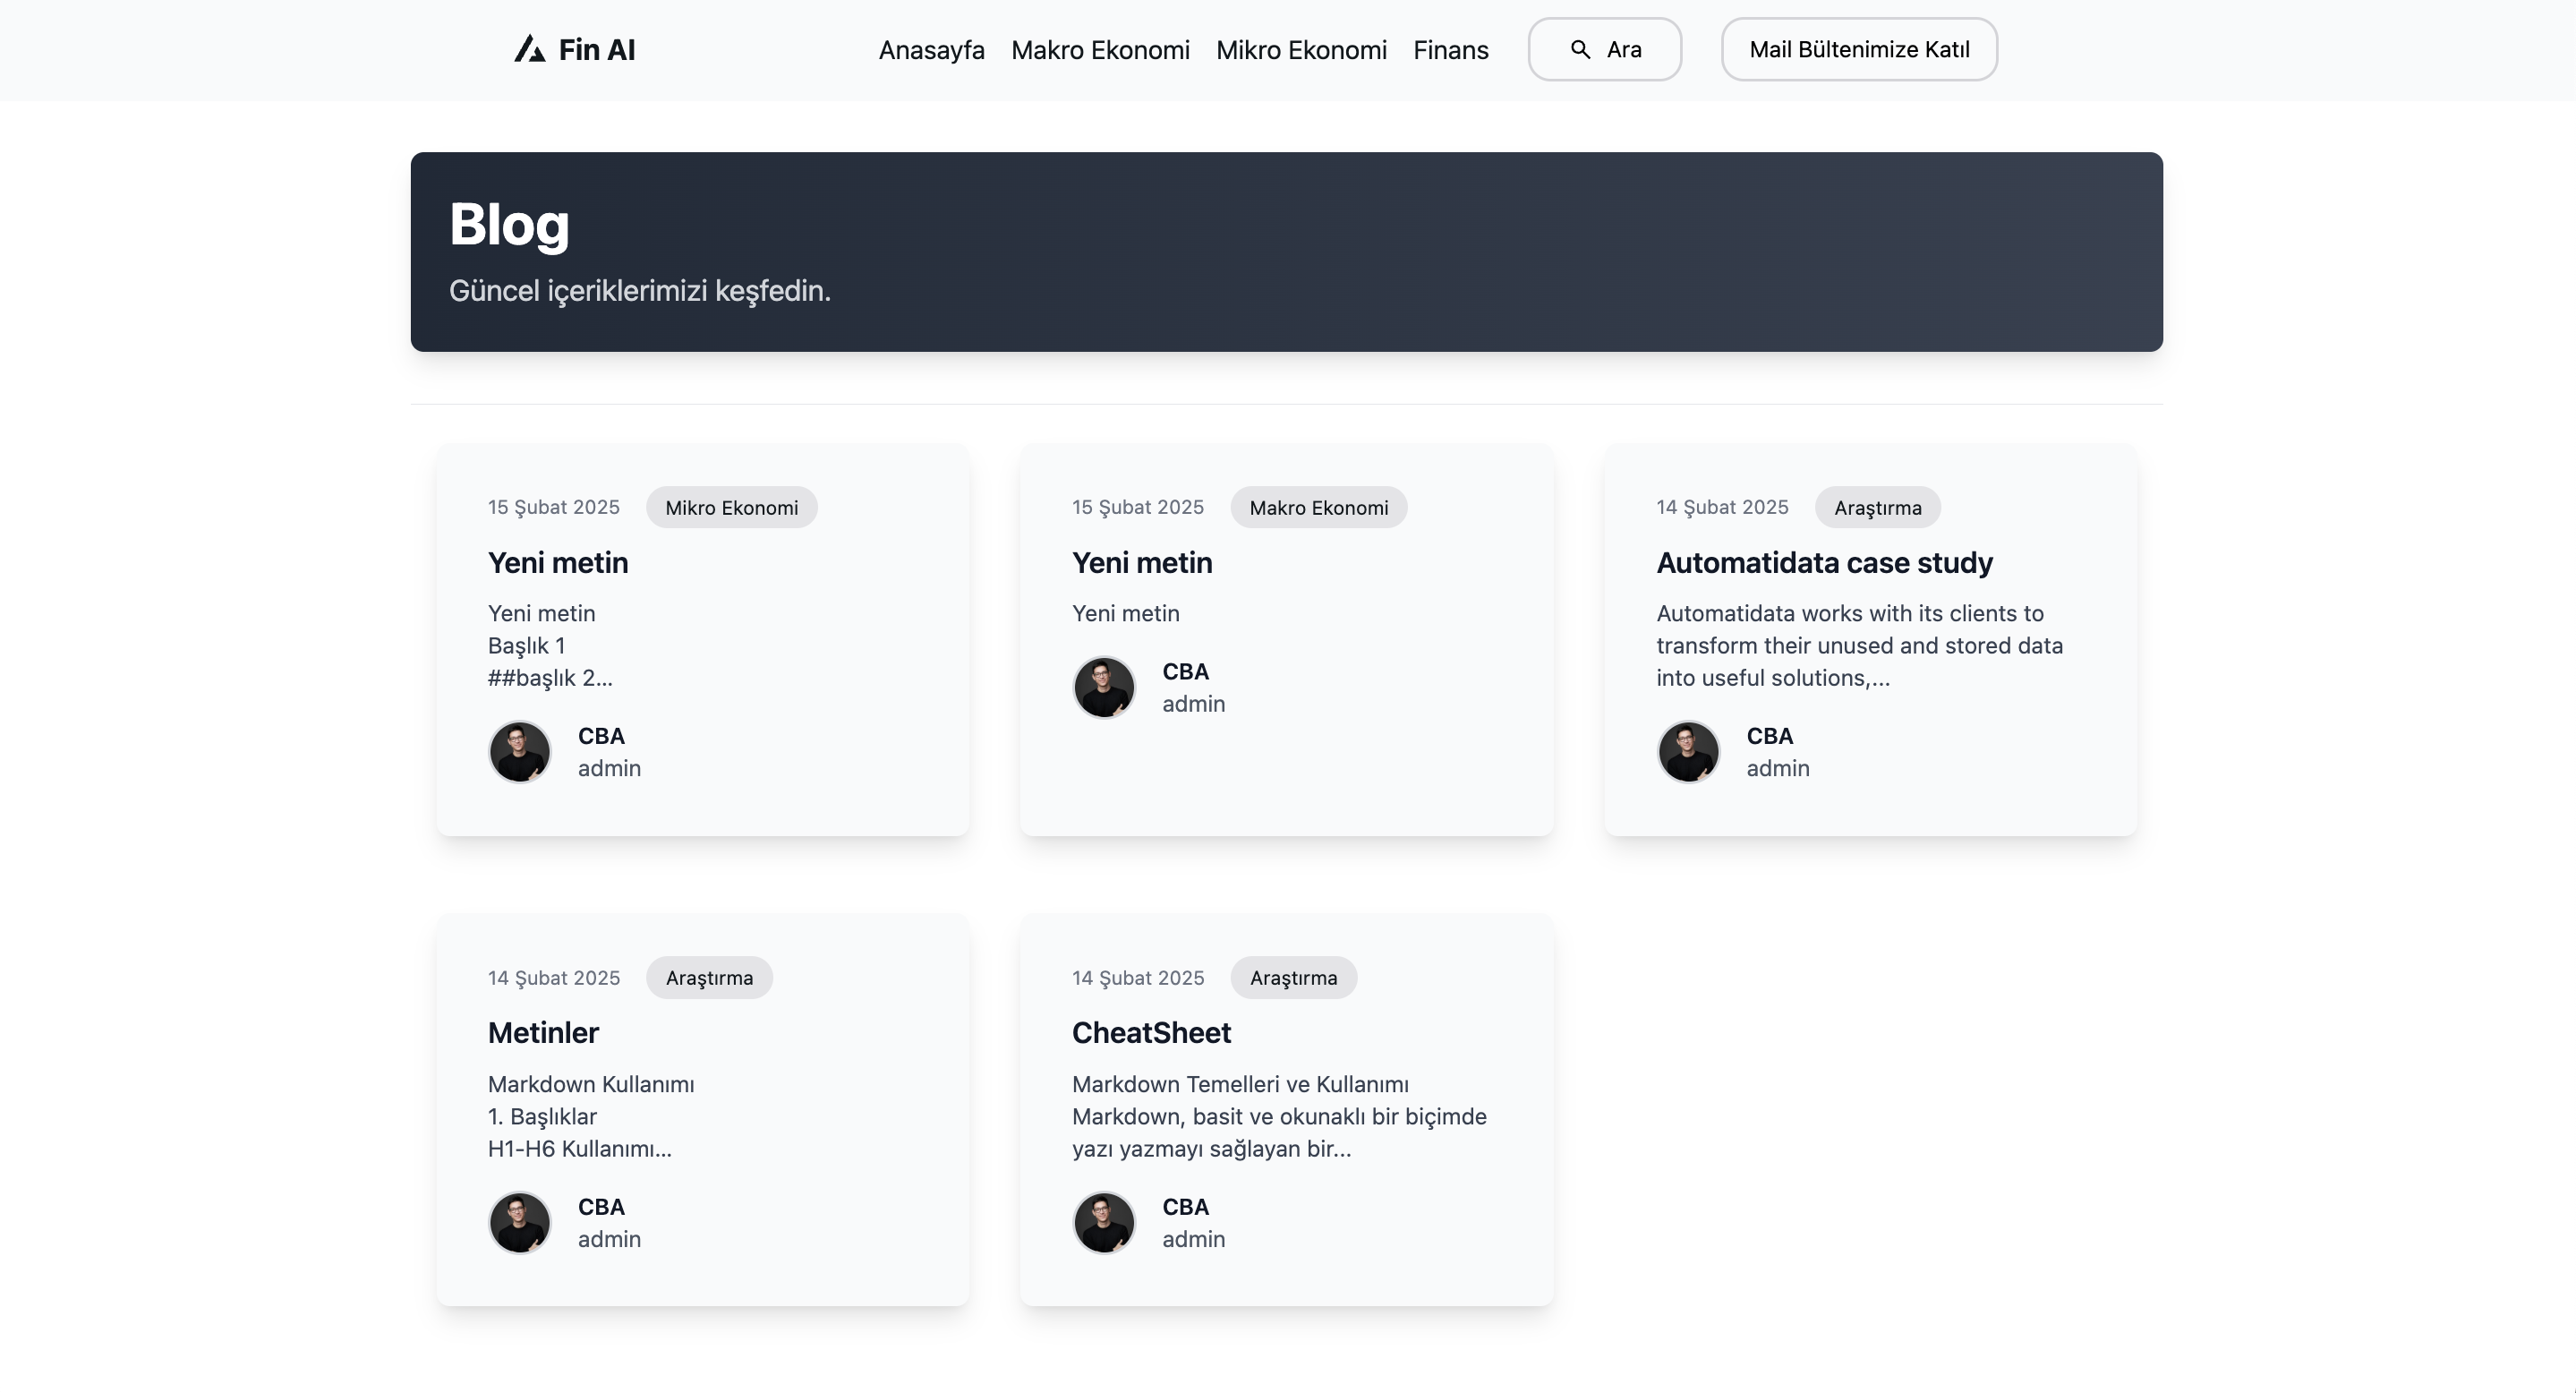 Fin AI
Anasayfa
Makro Ekonomi
Mikro Ekonomi
Finans
Ara
Mail Bültenimize Katıl
Blog
Güncel içeriklerimizi keşfedin.
15 Şubat 2025
Mikro Ekonomi
Yeni metin
Yeni metin
Başlık 1
##başlık 2...
CBA
admin
15 Şubat 2025
Makro Ekonomi
Yeni metin
Yeni metin
CBA
admin
14 Şubat 2025
Araştırma
Automatidata case study
Automatidata works with its clients to
transform their unused and stored data
into useful solutions,...
CBA
admin
14 Şubat 2025
Araştırma
Metinler
Markdown Kullanımı
1. Başlıklar
H1-H6 Kullanımı...
CBA
admin
14 Şubat 2025
Araştırma
CheatSheet
Markdown Temelleri ve Kullanımı
Markdown, basit ve okunaklı bir biçimde
yazı yazmayı sağlayan bir...
CBA
admin